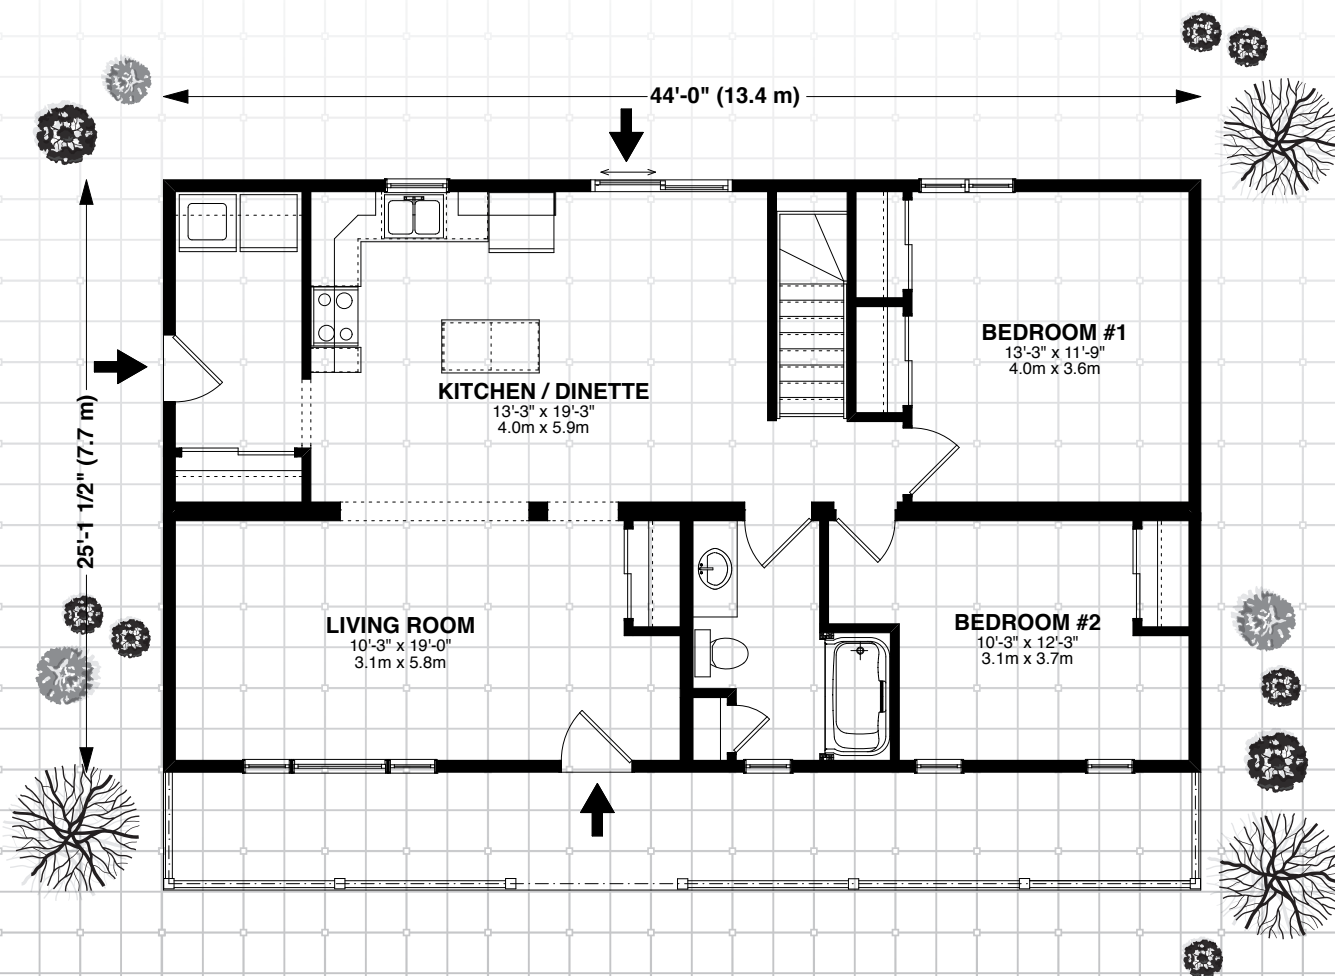 44'-0" (13.4 m)
25'-1 1/2" (7.7 m)
BEDROOM #1
13'-3" x 11'-9"
4.0m x 3.6m
KITCHEN / DINETTE
13'-3" x 19'-3"
4.0m x 5.9m
LIVING ROOM
10'-3" x 19'-0"
3.1m x 5.8m
BEDROOM #2
10'-3" x 12'-3"
3.1m x 3.7m